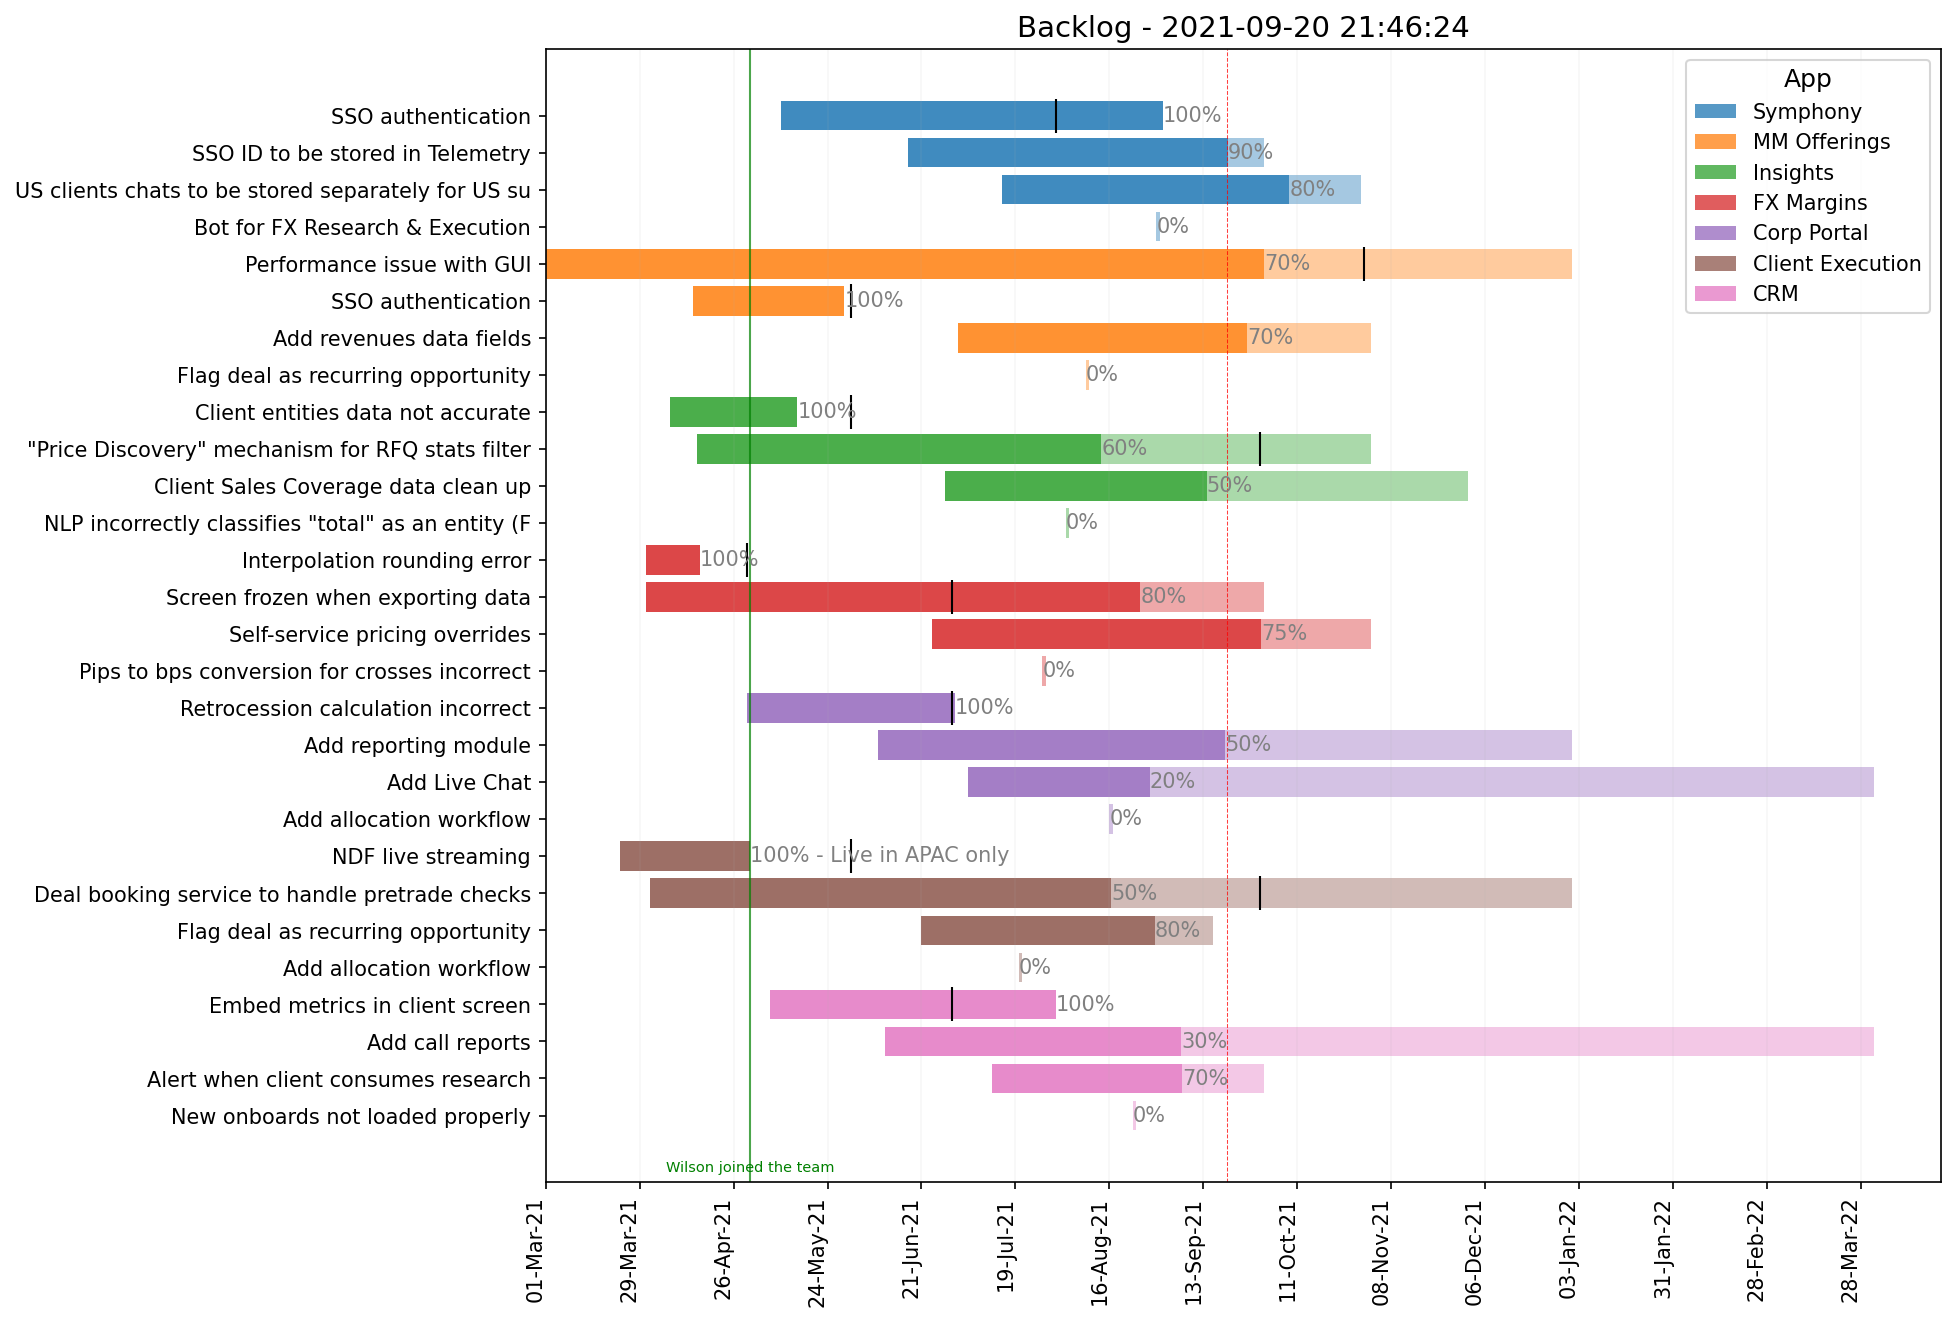 Backlog - 2021-09-20 21:46:24
App
Symphony
MM Offerings
Insights
FX Margins
Corp Portal
Client Execution
CRM
SSO authentication 100%
SSO ID to be stored in Telemetry 90%
US clients chats to be stored separately for US su 80%
Bot for FX Research & Execution 0%
Performance issue with GUI 70%
SSO authentication 100%
Add revenues data fields 70%
Flag deal as recurring opportunity 0%
Client entities data not accurate 100%
"Price Discovery" mechanism for RFQ stats filter 60%
Client Sales Coverage data clean up 50%
NLP incorrectly classifies "total" as an entity (F 0%
Interpolation rounding error 100%
Screen frozen when exporting data 80%
Self-service pricing overrides 75%
Pips to bps conversion for crosses incorrect 0%
Retrocession calculation incorrect 100%
Add reporting module 50%
Add Live Chat 20%
Add allocation workflow 0%
NDF live streaming 100% - Live in APAC only
Deal booking service to handle pretrade checks 50%
Flag deal as recurring opportunity 80%
Add allocation workflow 0%
Embed metrics in client screen 100%
Add call reports 30%
Alert when client consumes research 70%
New onboards not loaded properly 0%
Wilson joined the team
01-Mar-21
29-Mar-21
26-Apr-21
24-May-21
21-Jun-21
19-Jul-21
16-Aug-21
13-Sep-21
11-Oct-21
08-Nov-21
06-Dec-21
03-Jan-22
31-Jan-22
28-Feb-22
28-Mar-22